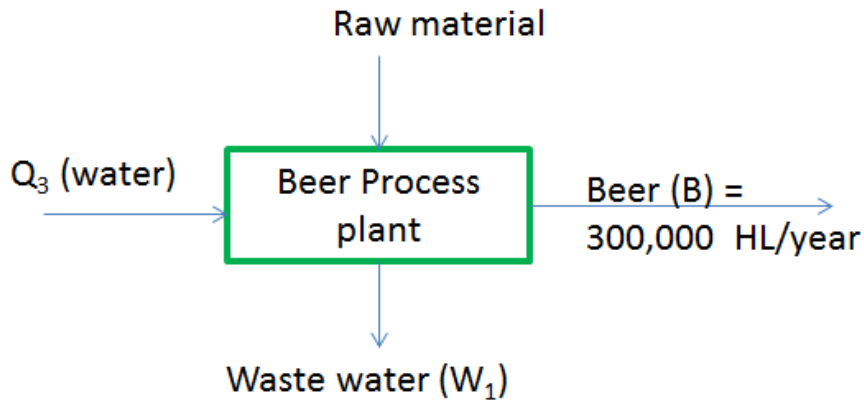 Raw material
Q₃ (water)
Beer Process
plant
Beer (B) =
300,000 HL/year
Waste water (W₁)